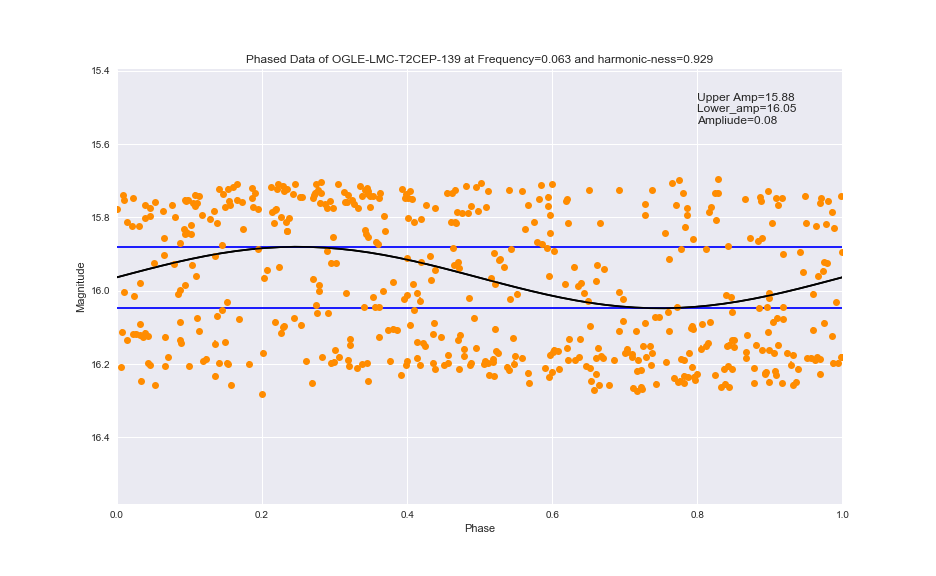 Phased Data of OGLE-LMC-T2CEP-139 at Frequency=0.063 and harmonic-ness=0.929
15.4
Upper Amp=15.88
Lower_amp=16.05
Ampliude=0.08
15.6
15.8
16.0
16.2
16.4
Magnitude
0.0 0.2 0.4 0.6 0.8 1.0
Phase